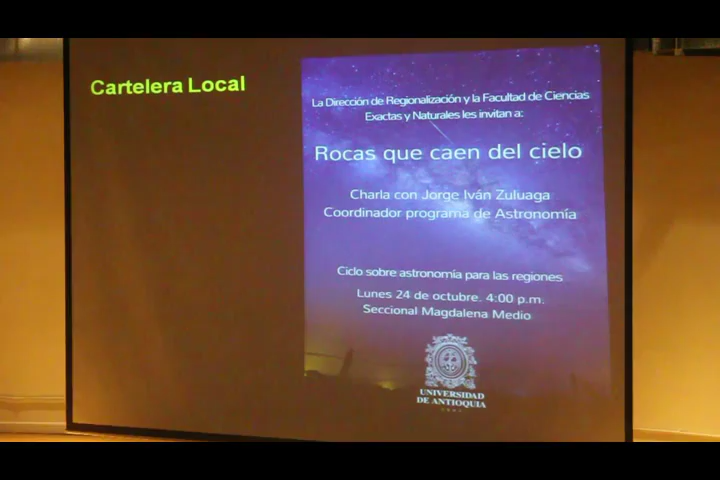 Cartelera Local
La Dirección de Regionalización y la Facultad de Ciencias
Exactas y Naturales les invitan a:
Rocas que caen del cielo
Charla con Jorge Iván Zuluaga
Coordinador programa de Astronomía
Ciclo sobre astronomía para las regiones
Lunes 24 de octubre. 4:00 p.m.
Seccional Magdalena Medio
UNIVERSIDAD
DE ANTIOQUIA